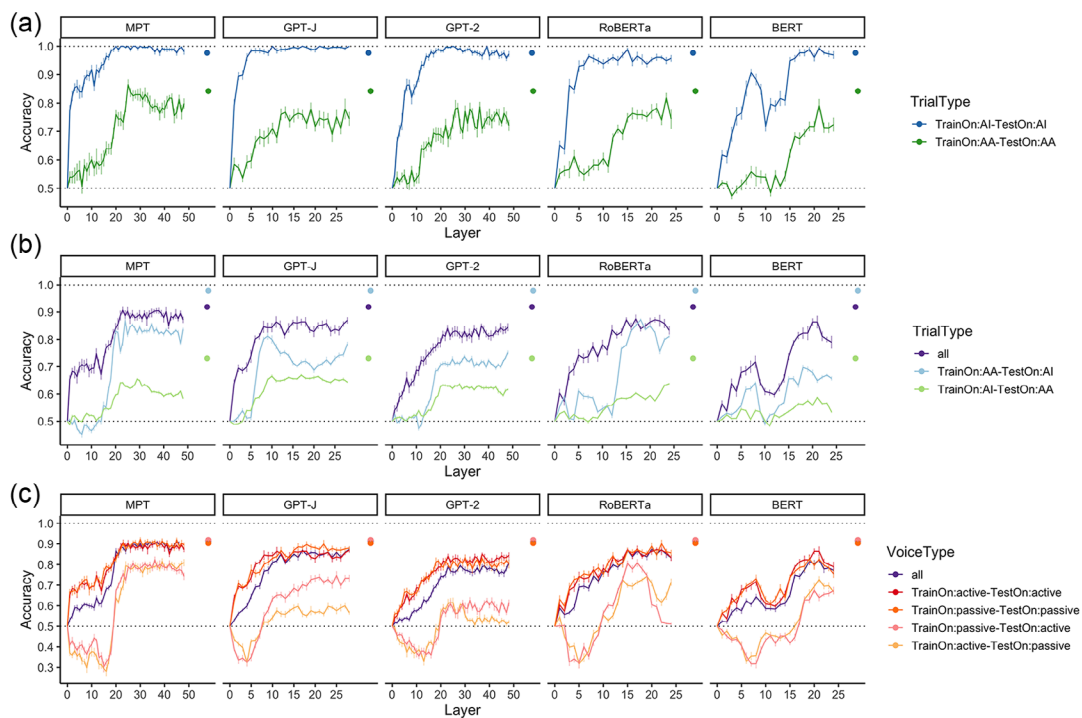 (a)
MPT GPT-J GPT-2 RoBERTa BERT
1.0
0.9
0.8
0.7
0.6
0.5
Accuracy
0 10 20 30 40 50 0 5 10 15 20 25 0 10 20 30 40 50 0 5 10 15 20 25 0 5 10 15 20 25
Layer
TrialType
TrainOn:AI-TestOn:AI
TrainOn:AA-TestOn:AA
(b)
MPT GPT-J GPT-2 RoBERTa BERT
1.0
0.9
0.8
0.7
0.6
0.5
Accuracy
0 10 20 30 40 50 0 5 10 15 20 25 0 10 20 30 40 50 0 5 10 15 20 25 0 5 10 15 20 25
Layer
TrialType
all
TrainOn:AA-TestOn:AI
TrainOn:AI-TestOn:AA
(c)
MPT GPT-J GPT-2 RoBERTa BERT
1.0
0.9
0.8
0.7
0.6
0.5
0.4
0.3
Accuracy
0 10 20 30 40 50 0 5 10 15 20 25 0 10 20 30 40 50 0 5 10 15 20 25 0 5 10 15 20 25
Layer
VoiceType
all
TrainOn:active-TestOn:active
TrainOn:passive-TestOn:passive
TrainOn:passive-TestOn:active
TrainOn:active-TestOn:passive